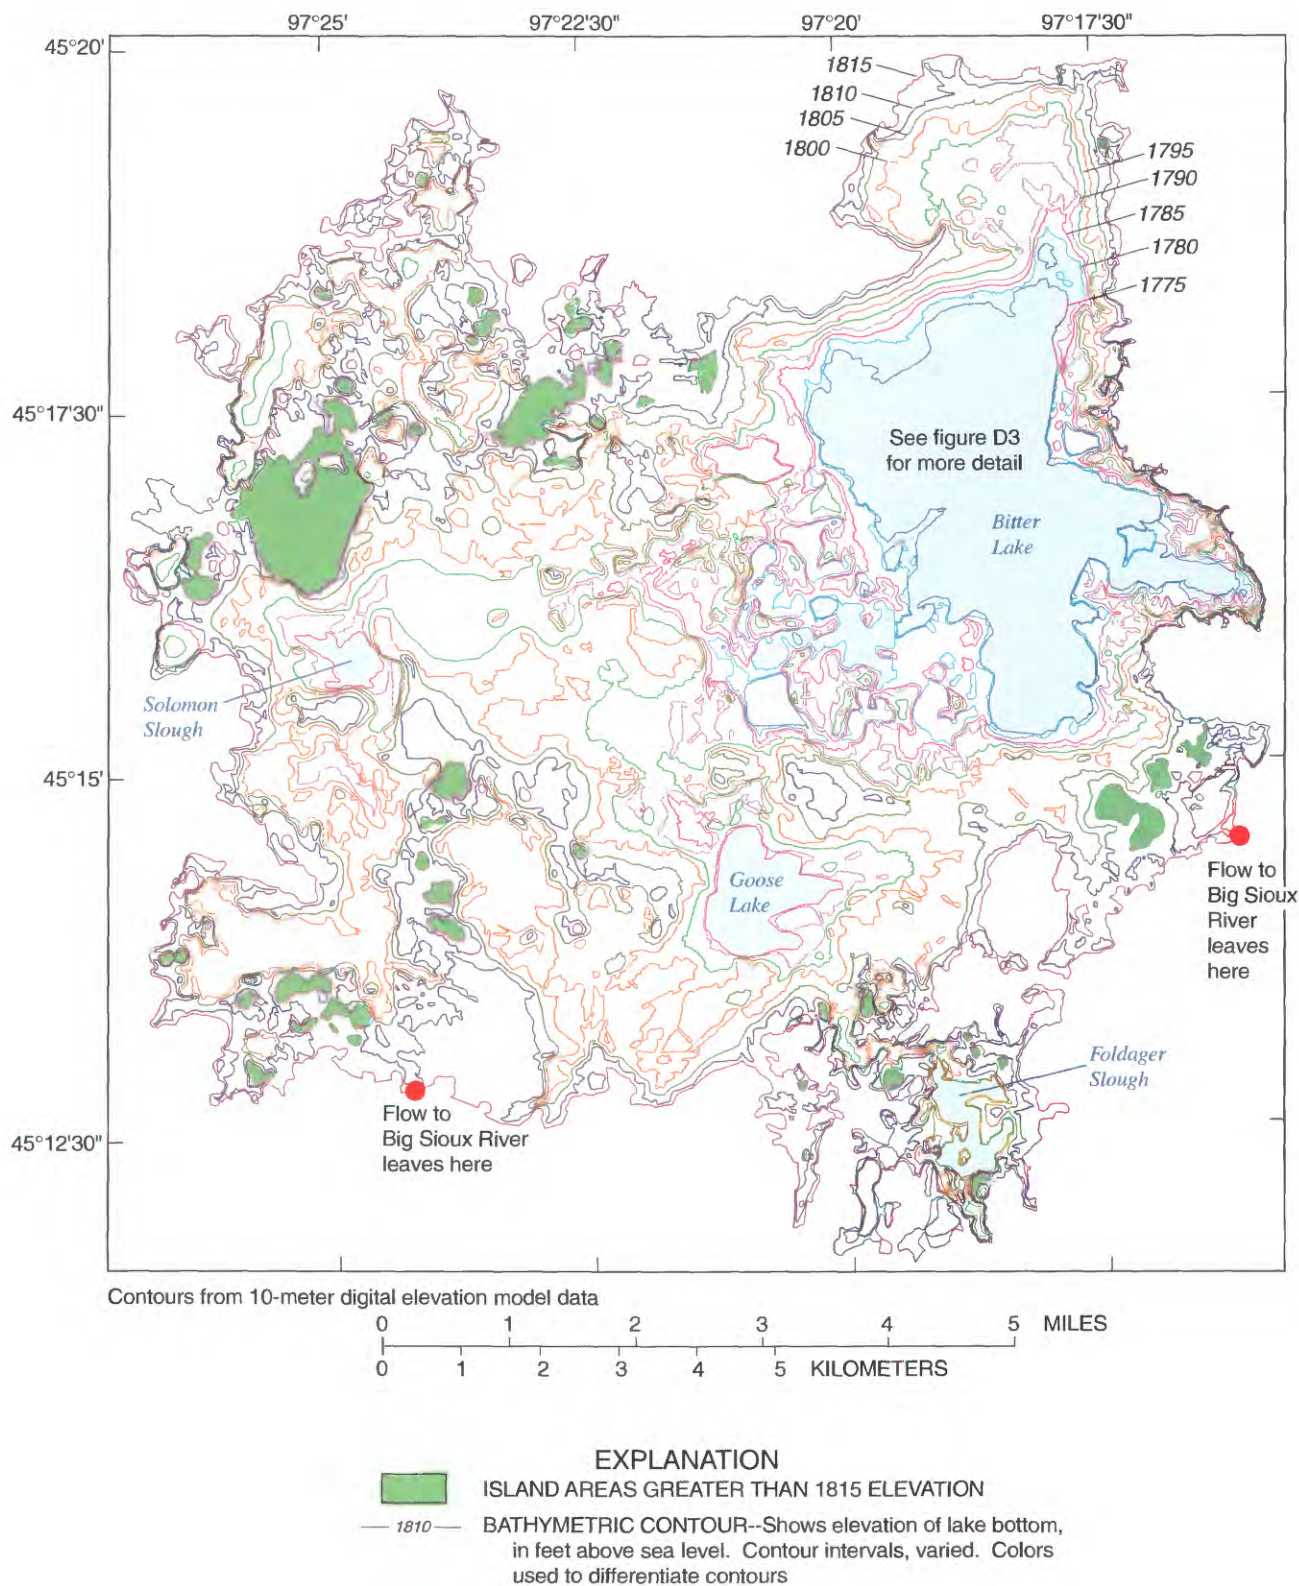 97°25' 97°22'30" 97°20' 97°17'30"
45°20'
1815
1810
1805
1800
1795
1790
1785
1780
1775
45°17'30"
See figure D3
for more detail
Bitter
Lake
Solomon
Slough
45°15'
Goose
Lake
Flow to
Big Sioux
River
leaves
here
Foldager
Slough
Flow to
Big Sioux River
leaves here
45°12'30"
Contours from 10-meter digital elevation model data
0 1 2 3 4 5 MILES
0 1 2 3 4 5 KILOMETERS
EXPLANATION
ISLAND AREAS GREATER THAN 1815 ELEVATION
1810 BATHYMETRIC CONTOUR--Shows elevation of lake bottom,
in feet above sea level. Contour intervals, varied. Colors
used to differentiate contours